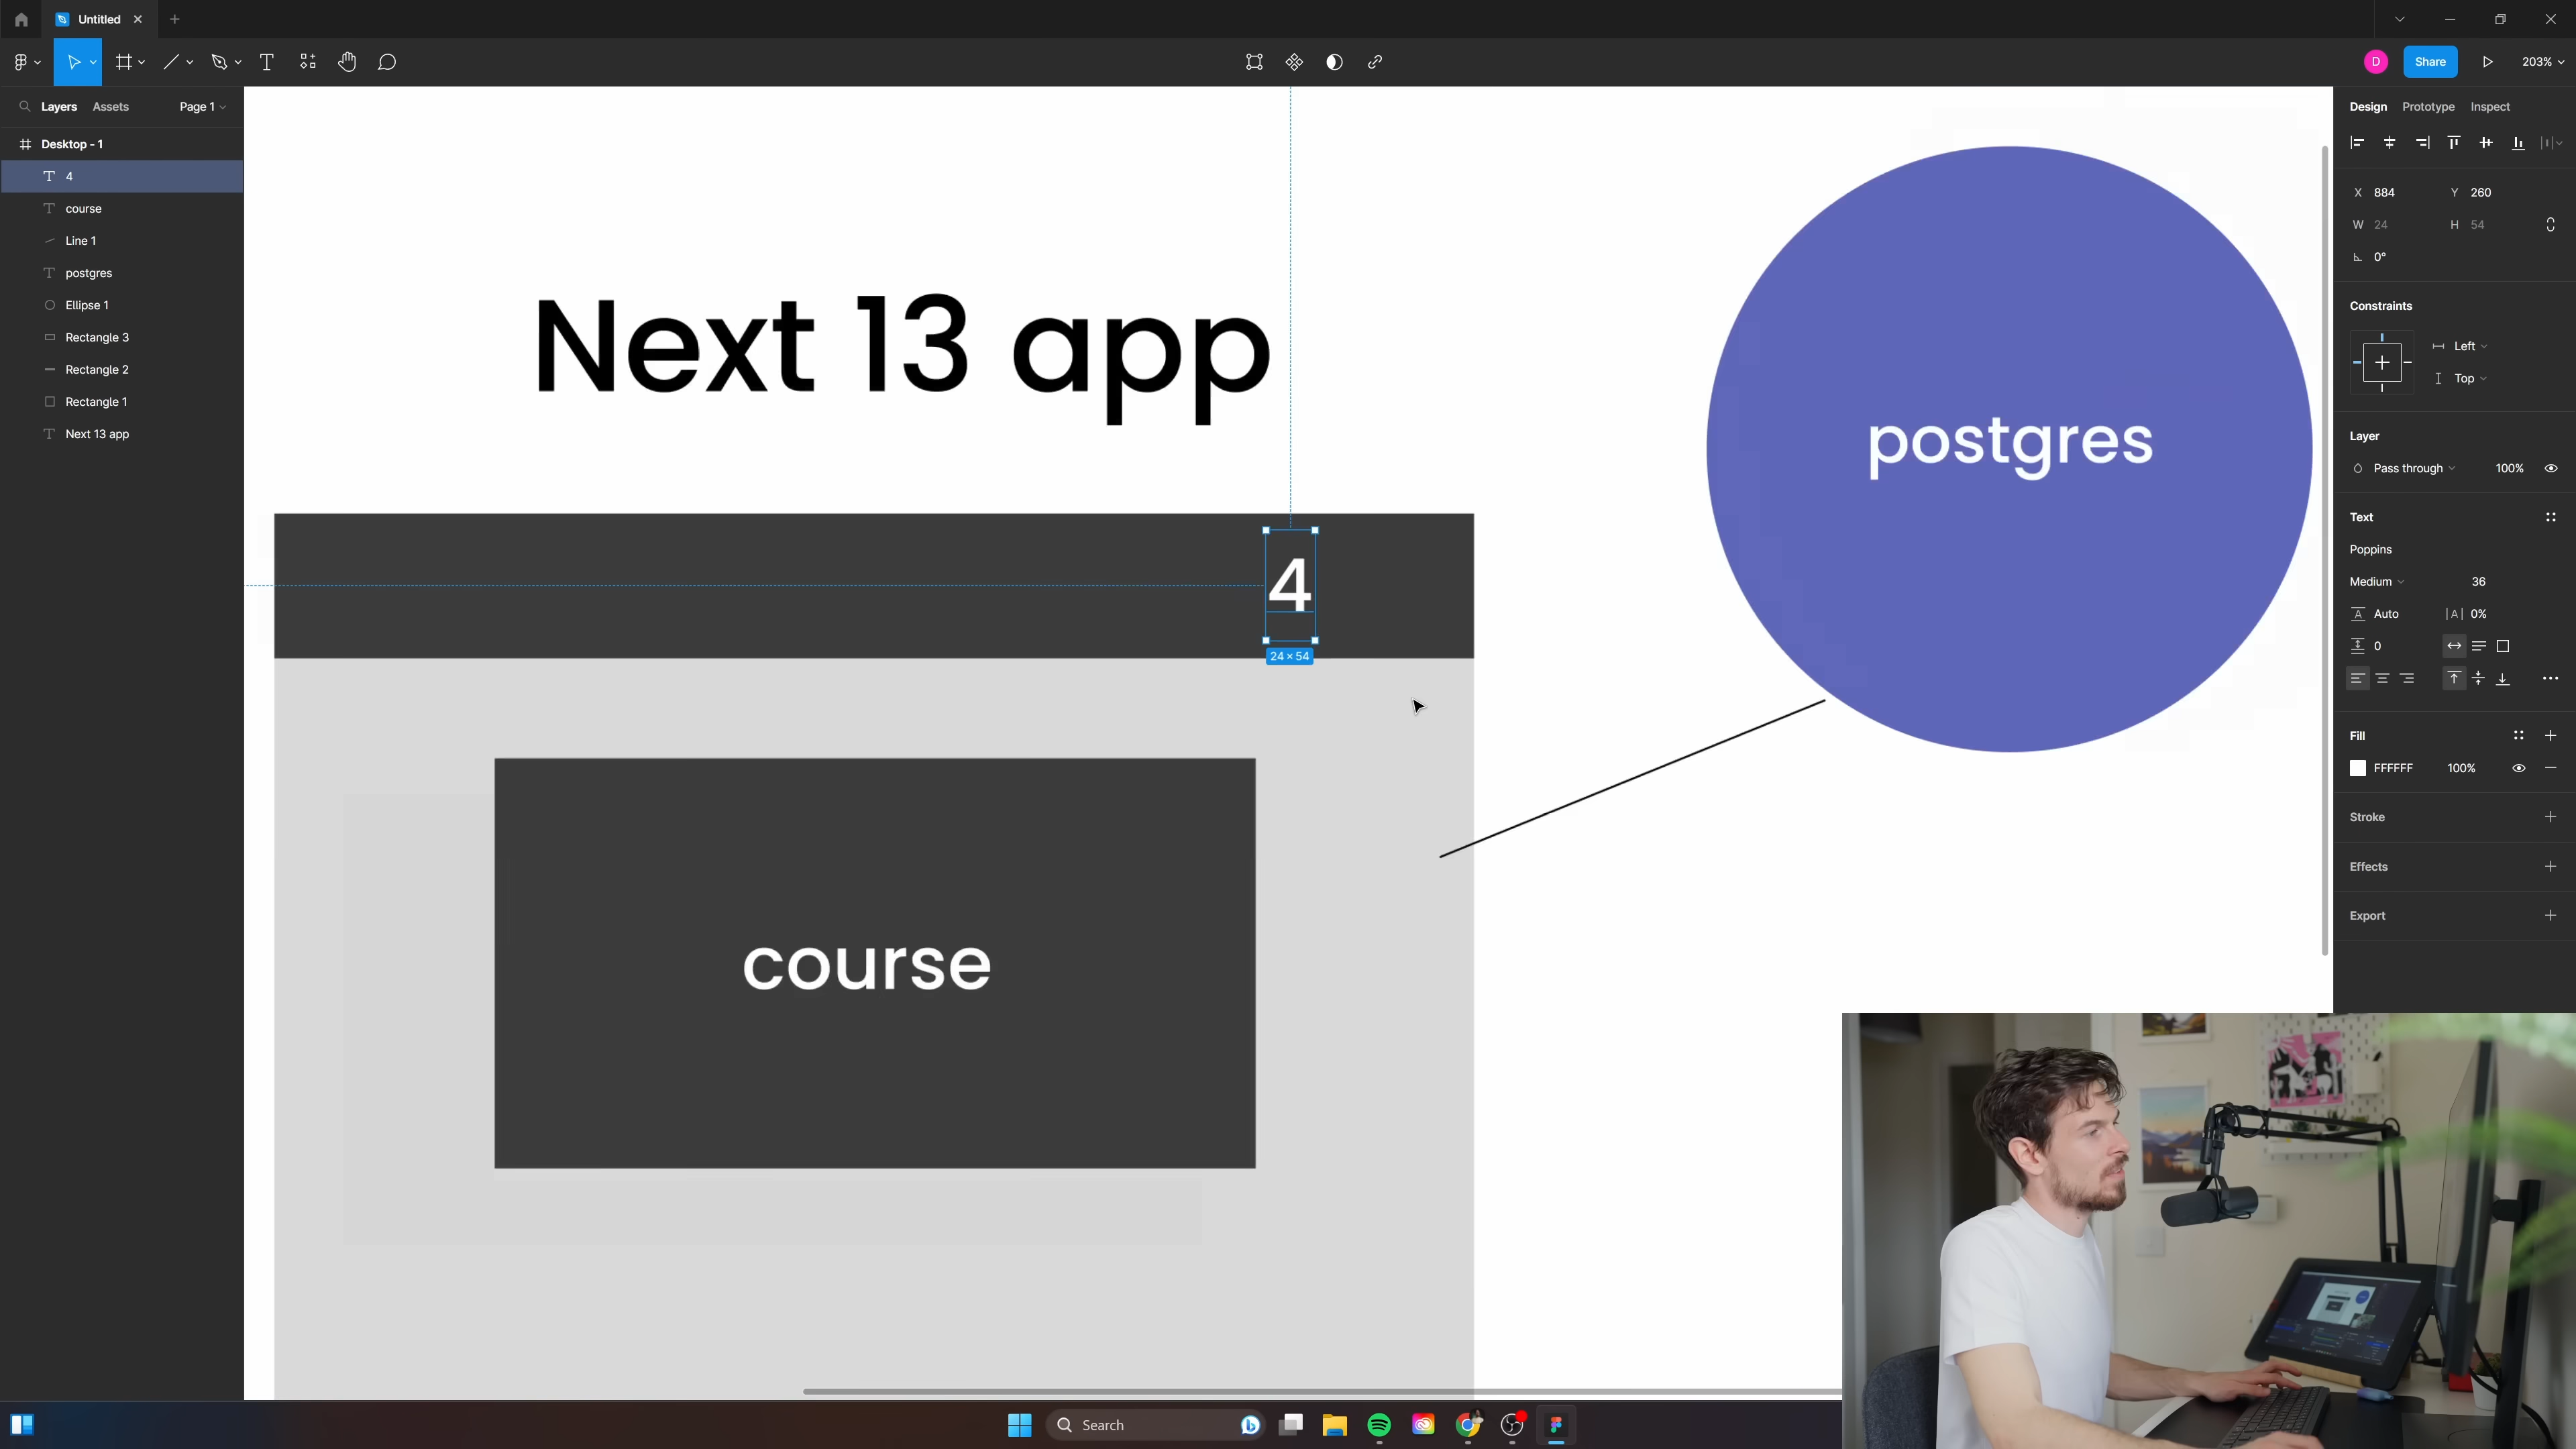 Untitled
Share
203%
Layers
Assets
Page 1
Desktop - 1
4
course
Line 1
postgres
Ellipse 1
Rectangle 3
Rectangle 2
Rectangle 1
Next 13 app
Next 13 app
4
24 × 54
course
postgres
D
Design
Prototype
Inspect
X 884
Y 260
W 24
H 54
0°
Constraints
Left
Top
Layer
Pass through
100%
Text
Poppins
Medium
36
Auto
|A| 0%
0
Fill
FFFFFF
100%
Stroke
Effects
Export
Search